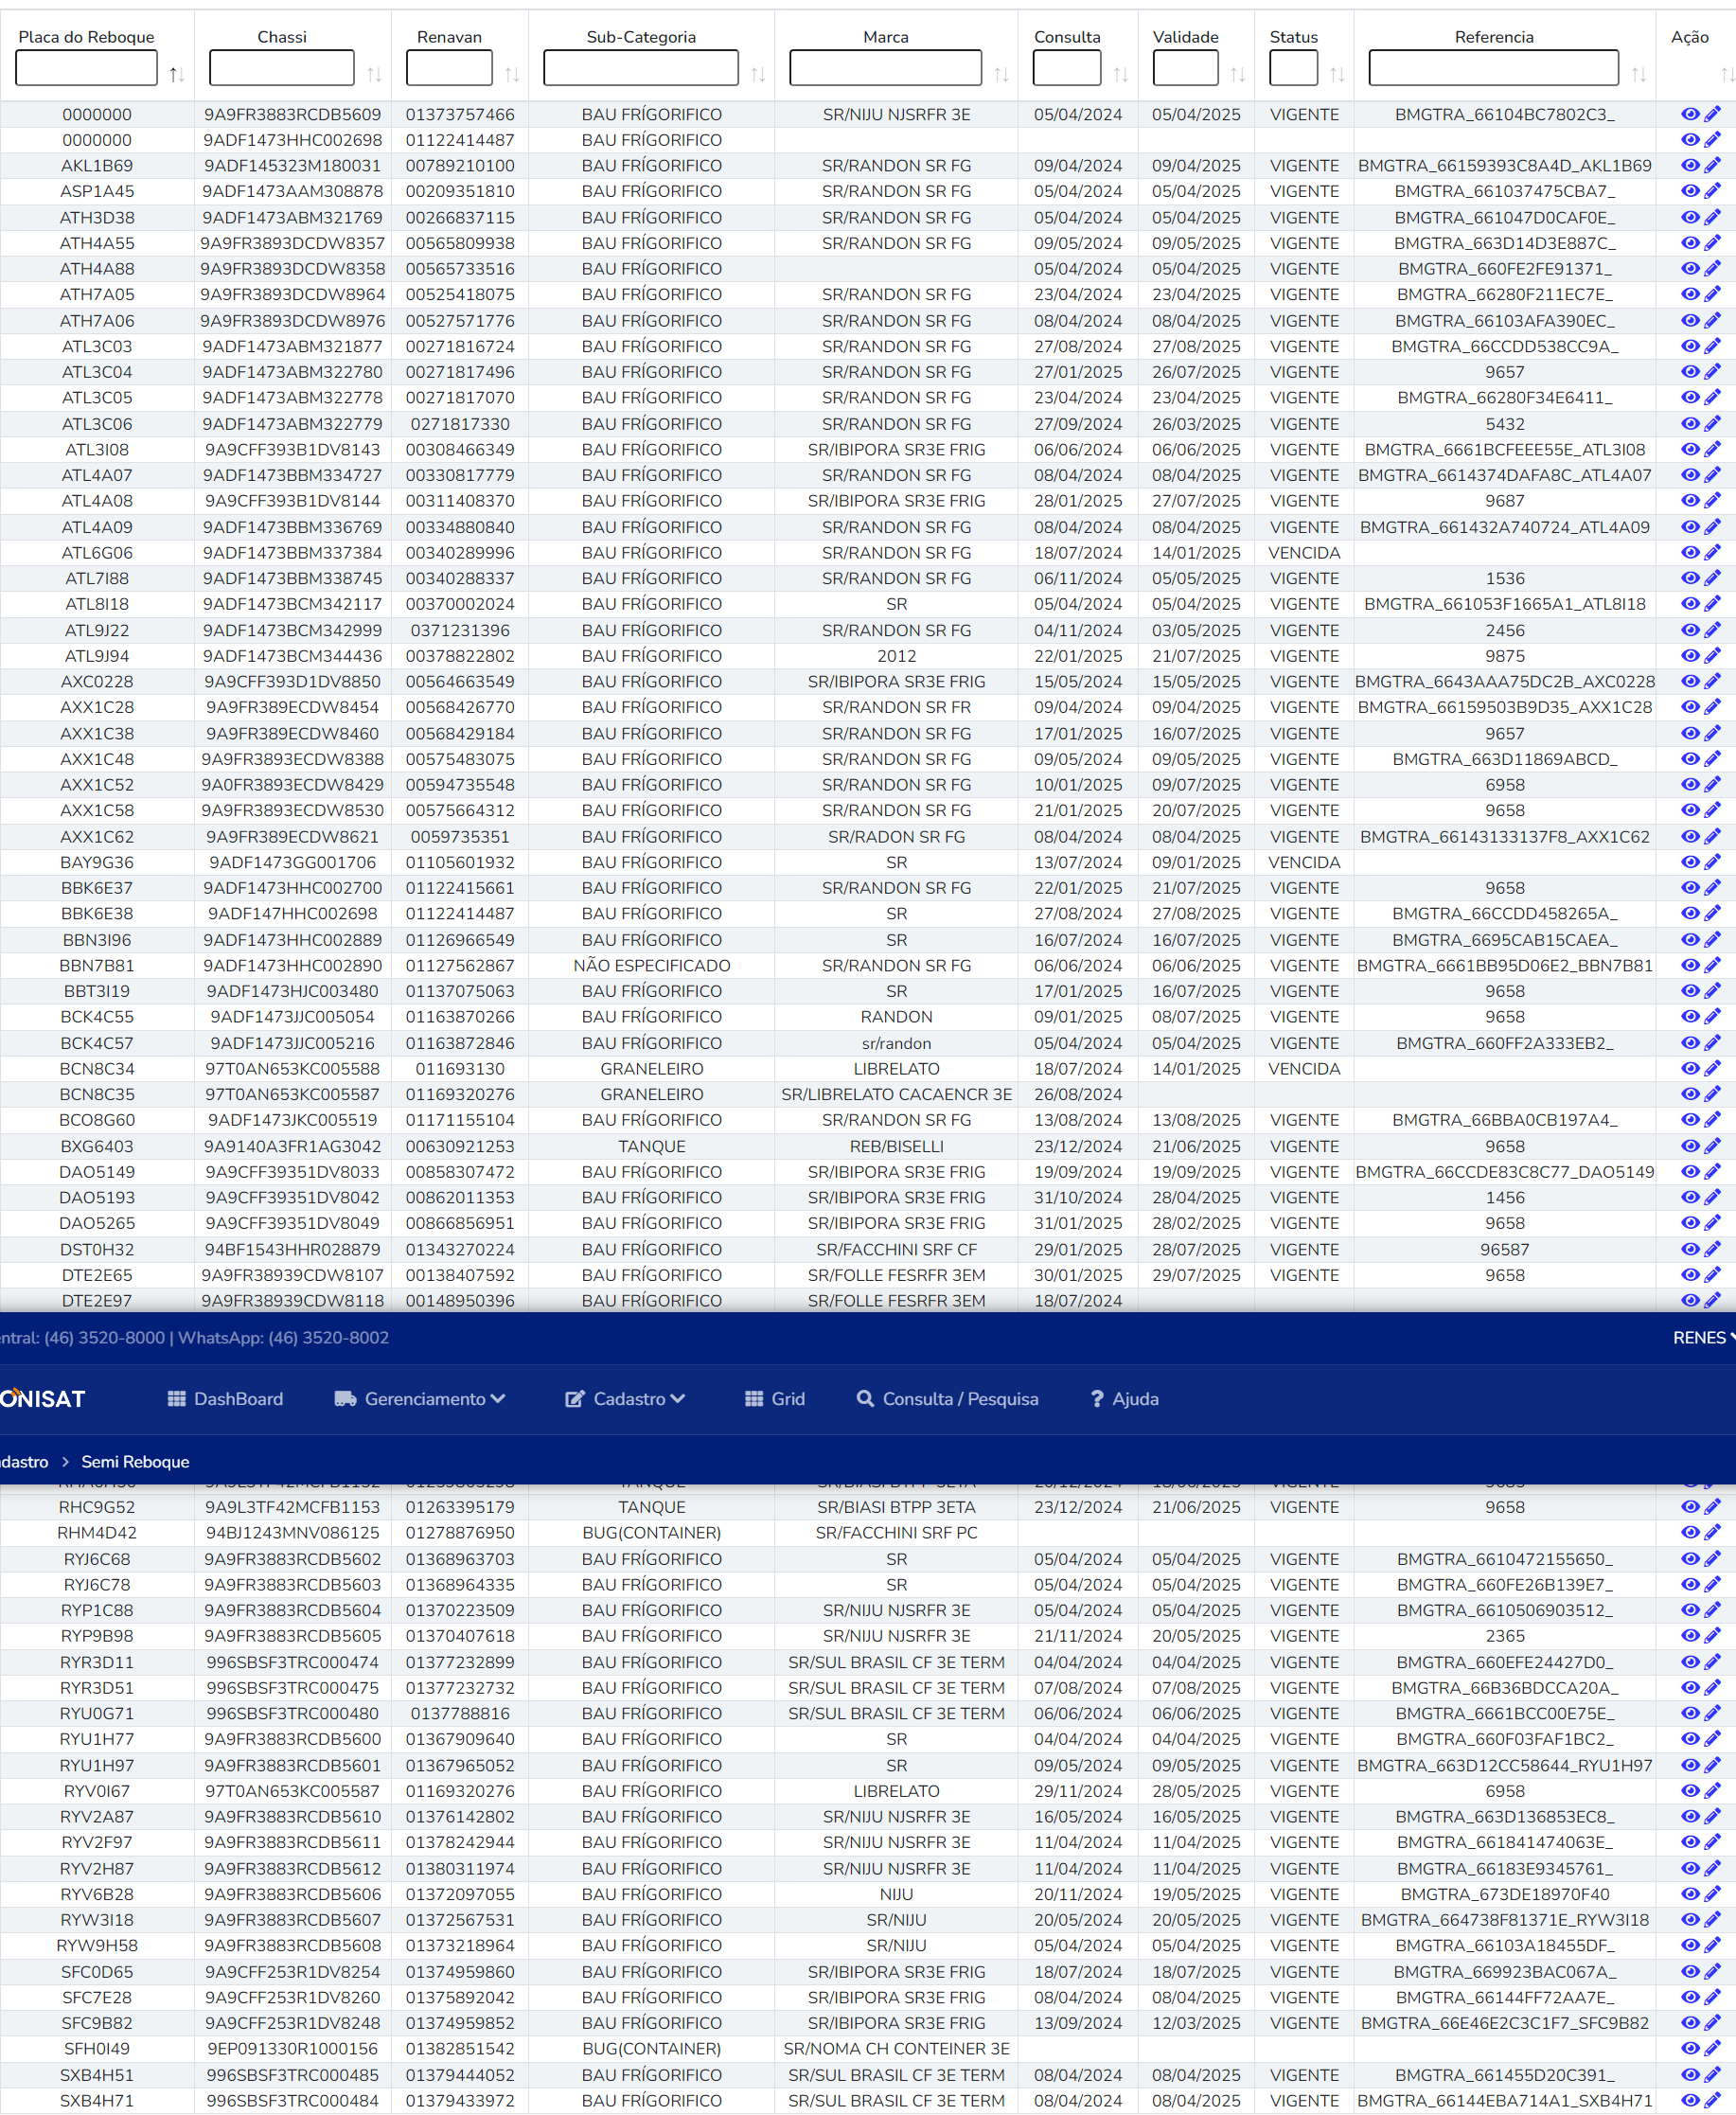 Placa do Reboque Chassi Renavan Sub-Categoria Marca Consulta Validade Status Referencia Ação
0000000 9A9FR3883RCDB5609 01373757466 BAU FRÍGORIFICO SR/NIJU NJSRFR 3E 05/04/2024 05/04/2025 VIGENTE BMGTRA_66104BC7802C3_
0000000 9ADF1473HHC002698 01122414487 BAU FRÍGORIFICO
AKL1B69 9ADF145323M180031 00789210100 BAU FRÍGORIFICO SR/RANDON SR FG 09/04/2024 09/04/2025 VIGENTE BMGTRA_66159393C8A4D_AKL1B69
ASP1A45 9ADF1473AAM308878 00209351810 BAU FRÍGORIFICO SR/RANDON SR FG 05/04/2024 05/04/2025 VIGENTE BMGTRA_661037475CBA7_
ATH3D38 9ADF1473ABM321769 00266837115 BAU FRÍGORIFICO SR/RANDON SR FG 05/04/2024 05/04/2025 VIGENTE BMGTRA_661047D0CAF0E_
ATH4A55 9A9FR3893DCDW8357 00565809938 BAU FRÍGORIFICO SR/RANDON SR FG 09/05/2024 09/05/2025 VIGENTE BMGTRA_663D14D3E887C_
ATH4A88 9A9FR3893DCDW8358 00565733516 BAU FRÍGORIFICO 05/04/2024 05/04/2025 VIGENTE BMGTRA_660FE2FE91371_
ATH7A05 9A9FR3893DCDW8964 00525418075 BAU FRÍGORIFICO SR/RANDON SR FG 23/04/2024 23/04/2025 VIGENTE BMGTRA_66280F211EC7E_
ATH7A06 9A9FR3893DCDW8976 00527571776 BAU FRÍGORIFICO SR/RANDON SR FG 08/04/2024 08/04/2025 VIGENTE BMGTRA_66103AFA390EC_
ATL3C03 9ADF1473ABM321877 00271816724 BAU FRÍGORIFICO SR/RANDON SR FG 27/08/2024 27/08/2025 VIGENTE BMGTRA_66CCDD538CC9A_
ATL3C04 9ADF1473ABM322780 00271817496 BAU FRÍGORIFICO SR/RANDON SR FG 27/01/2025 26/07/2025 VIGENTE 9657
ATL3C05 9ADF1473ABM322778 00271817070 BAU FRÍGORIFICO SR/RANDON SR FG 23/04/2024 23/04/2025 VIGENTE BMGTRA_66280F34E6411_
ATL3C06 9ADF1473ABM322779 0271817330 BAU FRÍGORIFICO SR/RANDON SR FG 27/09/2024 26/03/2025 VIGENTE 5432
ATL3I08 9A9CFF393B1DV8143 00308466349 BAU FRÍGORIFICO SR/IBIPORA SR3E FRIG 06/06/2024 06/06/2025 VIGENTE BMGTRA_6661BCFEEE55E_ATL3I08
ATL4A07 9ADF1473BBM334727 00330817779 BAU FRÍGORIFICO SR/RANDON SR FG 08/04/2024 08/04/2025 VIGENTE BMGTRA_6614374DAFA8C_ATL4A07
ATL4A08 9A9CFF393B1DV8144 00311408370 BAU FRÍGORIFICO SR/IBIPORA SR3E FRIG 28/01/2025 27/07/2025 VIGENTE 9687
ATL4A09 9ADF1473BBM336769 00334880840 BAU FRÍGORIFICO SR/RANDON SR FG 08/04/2024 08/04/2025 VIGENTE BMGTRA_661432A740724_ATL4A09
ATL6G06 9ADF1473BBM337384 00340289996 BAU FRÍGORIFICO SR/RANDON SR FG 18/07/2024 14/01/2025 VENCIDA
ATL7I88 9ADF1473BBM338745 00340288337 BAU FRÍGORIFICO SR/RANDON SR FG 06/11/2024 05/05/2025 VIGENTE 1536
ATL8I18 9ADF1473BCM342117 00370002024 BAU FRÍGORIFICO SR 05/04/2024 05/04/2025 VIGENTE BMGTRA_661053F1665A1_ATL8I18
ATL9J22 9ADF1473BCM342999 0371231396 BAU FRÍGORIFICO SR/RANDON SR FG 04/11/2024 03/05/2025 VIGENTE 2456
ATL9J94 9ADF1473BCM344436 00378822802 BAU FRÍGORIFICO 2012 22/01/2025 21/07/2025 VIGENTE 9875
AXC0228 9A9CFF393D1DV8850 00564663549 BAU FRÍGORIFICO SR/IBIPORA SR3E FRIG 15/05/2024 15/05/2025 VIGENTE BMGTRA_6643AAA75DC2B_AXC0228
AXX1C28 9A9FR389ECDW8454 00568426770 BAU FRÍGORIFICO SR/RANDON SR FR 09/04/2024 09/04/2025 VIGENTE BMGTRA_66159503B9D35_AXX1C28
AXX1C38 9A9FR389ECDW8460 00568429184 BAU FRÍGORIFICO SR/RANDON SR FG 17/01/2025 16/07/2025 VIGENTE 9657
AXX1C48 9A9FR3893ECDW8388 00575483075 BAU FRÍGORIFICO SR/RANDON SR FG 09/05/2024 09/05/2025 VIGENTE BMGTRA_663D11869ABCD_
AXX1C52 9A0FR3893ECDW8429 00594735548 BAU FRÍGORIFICO SR/RANDON SR FG 10/01/2025 09/07/2025 VIGENTE 6958
AXX1C58 9A9FR3893ECDW8530 00575664312 BAU FRÍGORIFICO SR/RANDON SR FG 21/01/2025 20/07/2025 VIGENTE 9658
AXX1C62 9A9FR389ECDW8621 0059735351 BAU FRÍGORIFICO SR/RADON SR FG 08/04/2024 08/04/2025 VIGENTE BMGTRA_66143133137F8_AXX1C62
BAY9G36 9ADF1473GG001706 01105601932 BAU FRÍGORIFICO SR 13/07/2024 09/01/2025 VENCIDA
BBK6E37 9ADF1473HHC002700 01122415661 BAU FRÍGORIFICO SR/RANDON SR FG 22/01/2025 21/07/2025 VIGENTE 9658
BBK6E38 9ADF147HHC002698 01122414487 BAU FRÍGORIFICO SR 27/08/2024 27/08/2025 VIGENTE BMGTRA_66CCDD458265A_
BBN3I96 9ADF1473HHC002889 01126966549 BAU FRÍGORIFICO SR 16/07/2024 16/07/2025 VIGENTE BMGTRA_6695CAB15CAEA_
BBN7B81 9ADF1473HHC002890 01127562867 NÃO ESPECIFICADO SR/RANDON SR FG 06/06/2024 06/06/2025 VIGENTE BMGTRA_6661BB95D06E2_BBN7B81
BBT3I19 9ADF1473HJC003480 01137075063 BAU FRÍGORIFICO SR 17/01/2025 16/07/2025 VIGENTE 9658
BCK4C55 9ADF1473JJC005054 01163870266 BAU FRÍGORIFICO RANDON 09/01/2025 08/07/2025 VIGENTE 9658
BCK4C57 9ADF1473JJC005216 01163872846 BAU FRÍGORIFICO sr/randon 05/04/2024 05/04/2025 VIGENTE BMGTRA_660FF2A333EB2_
BCN8C34 97T0AN653KC005588 011693130 GRANELEIRO LIBRELATO 18/07/2024 14/01/2025 VENCIDA
BCN8C35 97T0AN653KC005587 01169320276 GRANELEIRO SR/LIBRELATO CACAENCR 3E 26/08/2024
BCO8G60 9ADF1473JKC005519 01171155104 BAU FRÍGORIFICO SR/RANDON SR FG 13/08/2024 13/08/2025 VIGENTE BMGTRA_66BBA0CB197A4_
BXG6403 9A9140A3FR1AG3042 00630921253 TANQUE REB/BISELLI 23/12/2024 21/06/2025 VIGENTE 9658
DAO5149 9A9CFF39351DV8033 00858307472 BAU FRÍGORIFICO SR/IBIPORA SR3E FRIG 19/09/2024 19/09/2025 VIGENTE BMGTRA_66CCDE83C8C77_DAO5149
DAO5193 9A9CFF39351DV8042 00862011353 BAU FRÍGORIFICO SR/IBIPORA SR3E FRIG 31/10/2024 28/04/2025 VIGENTE 1456
DAO5265 9A9CFF39351DV8049 00866856951 BAU FRÍGORIFICO SR/IBIPORA SR3E FRIG 31/01/2025 28/02/2025 VIGENTE 9658
DST0H32 94BF1543HHR028879 01343270224 BAU FRÍGORIFICO SR/FACCHINI SRF CF 29/01/2025 28/07/2025 VIGENTE 96587
DTE2E65 9A9FR38939CDW8107 00138407592 BAU FRÍGORIFICO SR/FOLLE FESRFR 3EM 30/01/2025 29/07/2025 VIGENTE 9658
DTE2E97 9A9FR38939CDW8118 00148950396 BAU FRÍGORIFICO SR/FOLLE FESRFR 3EM 18/07/2024
entral: (46) 3520-8000 | WhatsApp: (46) 3520-8002 RENES
ONISAT DashBoard Gerenciamento Cadastro Grid Consulta / Pesquisa Ajuda
dastro > Semi Reboque
RHC9G52 9A9L3TF42MCFB1153 01263395179 TANQUE SR/BIASI BTPP 3ETA 23/12/2024 21/06/2025 VIGENTE 9658
RHM4D42 94BJ1243MNV086125 01278876950 BUG(CONTAINER) SR/FACCHINI SRF PC
RYJ6C68 9A9FR3883RCDB5602 01368963703 BAU FRÍGORIFICO SR 05/04/2024 05/04/2025 VIGENTE BMGTRA_6610472155650_
RYJ6C78 9A9FR3883RCDB5603 01368964335 BAU FRÍGORIFICO SR 05/04/2024 05/04/2025 VIGENTE BMGTRA_660FE26B139E7_
RYP1C88 9A9FR3883RCDB5604 01370223509 BAU FRÍGORIFICO SR/NIJU NJSRFR 3E 05/04/2024 05/04/2025 VIGENTE BMGTRA_6610506903512_
RYP9B98 9A9FR3883RCDB5605 01370407618 BAU FRÍGORIFICO SR/NIJU NJSRFR 3E 21/11/2024 20/05/2025 VIGENTE 2365
RYR3D11 996SBSF3TRC000474 01377232899 BAU FRÍGORIFICO SR/SUL BRASIL CF 3E TERM 04/04/2024 04/04/2025 VIGENTE BMGTRA_660EFE24427D0_
RYR3D51 996SBSF3TRC000475 01377232732 BAU FRÍGORIFICO SR/SUL BRASIL CF 3E TERM 07/08/2024 07/08/2025 VIGENTE BMGTRA_66B36BDCCA20A_
RYU0G71 996SBSF3TRC000480 0137788816 BAU FRÍGORIFICO SR/SUL BRASIL CF 3E TERM 06/06/2024 06/06/2025 VIGENTE BMGTRA_6661BCC00E75E_
RYU1H77 9A9FR3883RCDB5600 01367909640 BAU FRÍGORIFICO SR 04/04/2024 04/04/2025 VIGENTE BMGTRA_660F03FAF1BC2_
RYU1H97 9A9FR3883RCDB5601 01367965052 BAU FRÍGORIFICO SR 09/05/2024 09/05/2025 VIGENTE BMGTRA_663D12CC58644_RYU1H97
RYV0I67 97T0AN653KC005587 01169320276 BAU FRÍGORIFICO LIBRELATO 29/11/2024 28/05/2025 VIGENTE 6958
RYV2A87 9A9FR3883RCDB5610 01376142802 BAU FRÍGORIFICO SR/NIJU NJSRFR 3E 16/05/2024 16/05/2025 VIGENTE BMGTRA_663D136853EC8_
RYV2F97 9A9FR3883RCDB5611 01378242944 BAU FRÍGORIFICO SR/NIJU NJSRFR 3E 11/04/2024 11/04/2025 VIGENTE BMGTRA_661841474063E_
RYV2H87 9A9FR3883RCDB5612 01380311974 BAU FRÍGORIFICO SR/NIJU NJSRFR 3E 11/04/2024 11/04/2025 VIGENTE BMGTRA_66183E9345761_
RYV6B28 9A9FR3883RCDB5606 01372097055 BAU FRÍGORIFICO NIJU 20/11/2024 19/05/2025 VIGENTE BMGTRA_673DE18970F40
RYW3I18 9A9FR3883RCDB5607 01372567531 BAU FRÍGORIFICO SR/NIJU 20/05/2024 20/05/2025 VIGENTE BMGTRA_664738F81371E_RYW3I18
RYW9H58 9A9FR3883RCDB5608 01373218964 BAU FRÍGORIFICO SR/NIJU 05/04/2024 05/04/2025 VIGENTE BMGTRA_66103A18455DF_
SFC0D65 9A9CFF253R1DV8254 01374959860 BAU FRÍGORIFICO SR/IBIPORA SR3E FRIG 18/07/2024 18/07/2025 VIGENTE BMGTRA_669923BAC067A_
SFC7E28 9A9CFF253R1DV8260 01375892042 BAU FRÍGORIFICO SR/IBIPORA SR3E FRIG 08/04/2024 08/04/2025 VIGENTE BMGTRA_66144FF72AA7E_
SFC9B82 9A9CFF253R1DV8248 01374959852 BAU FRÍGORIFICO SR/IBIPORA SR3E FRIG 13/09/2024 12/03/2025 VIGENTE BMGTRA_66E46E2C3C1F7_SFC9B82
SFH0I49 9EP091330R1000156 01382851542 BUG(CONTAINER) SR/NOMA CH CONTEINER 3E
SXB4H51 996SBSF3TRC000485 01379444052 BAU FRÍGORIFICO SR/SUL BRASIL CF 3E TERM 08/04/2024 08/04/2025 VIGENTE BMGTRA_661455D20C391_
SXB4H71 996SBSF3TRC000484 01379433972 BAU FRÍGORIFICO SR/SUL BRASIL CF 3E TERM 08/04/2024 08/04/2025 VIGENTE BMGTRA_66144EBA714A1_SXB4H71